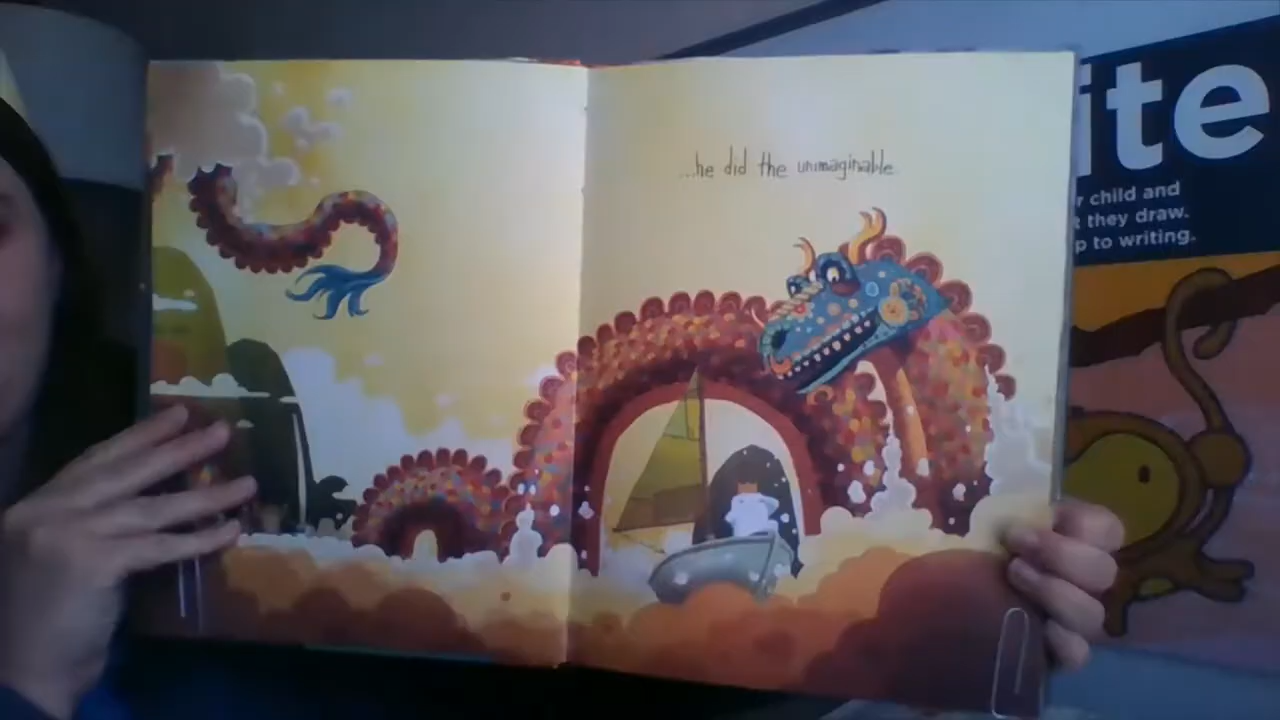 ...he did the unimaginable.
ite
r child and
t they draw.
p to writing.